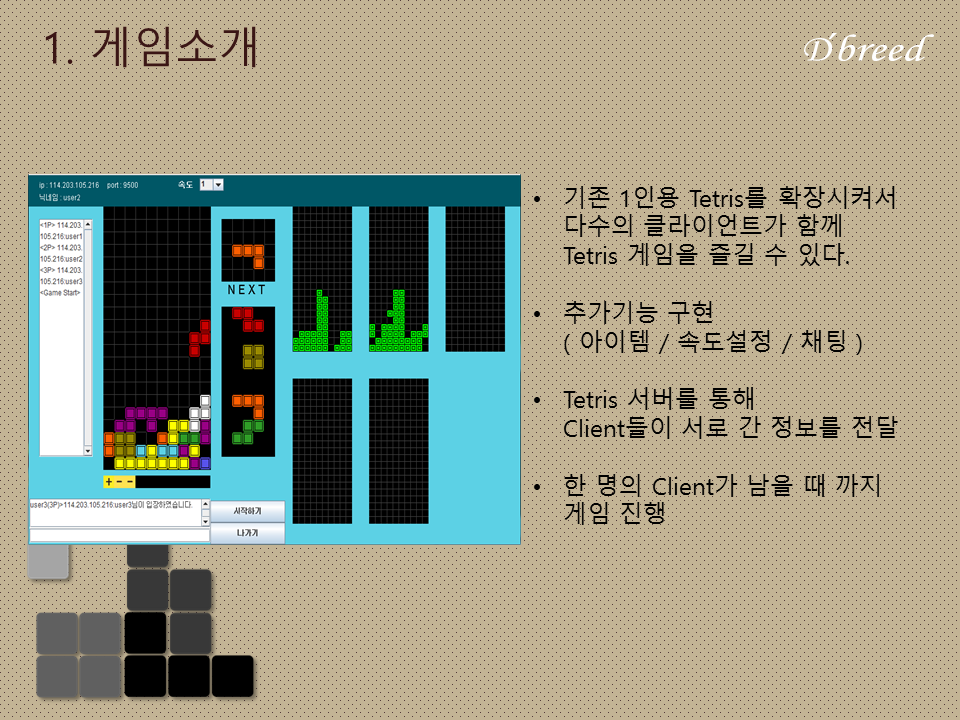 1. 게임소개
D´breed
ip : 114.203.105.216 port : 9500 속도 1
닉네임 : user2
<1P> 114.203.
105.216:user1
<2P> 114.203.
105.216:user2
<3P> 114.203.
105.216:user3
<Game Start>
NEXT
+ - -
user3(3P)>114.203.105.216:user3님이 입장하였습니다.
시작하기
나가기
• 기존 1인용 Tetris를 확장시켜서
다수의 클라이언트가 함께
Tetris 게임을 즐길 수 있다.
• 추가기능 구현
( 아이템 / 속도설정 / 채팅 )
• Tetris 서버를 통해
Client들이 서로 간 정보를 전달
• 한 명의 Client가 남을 때 까지
게임 진행